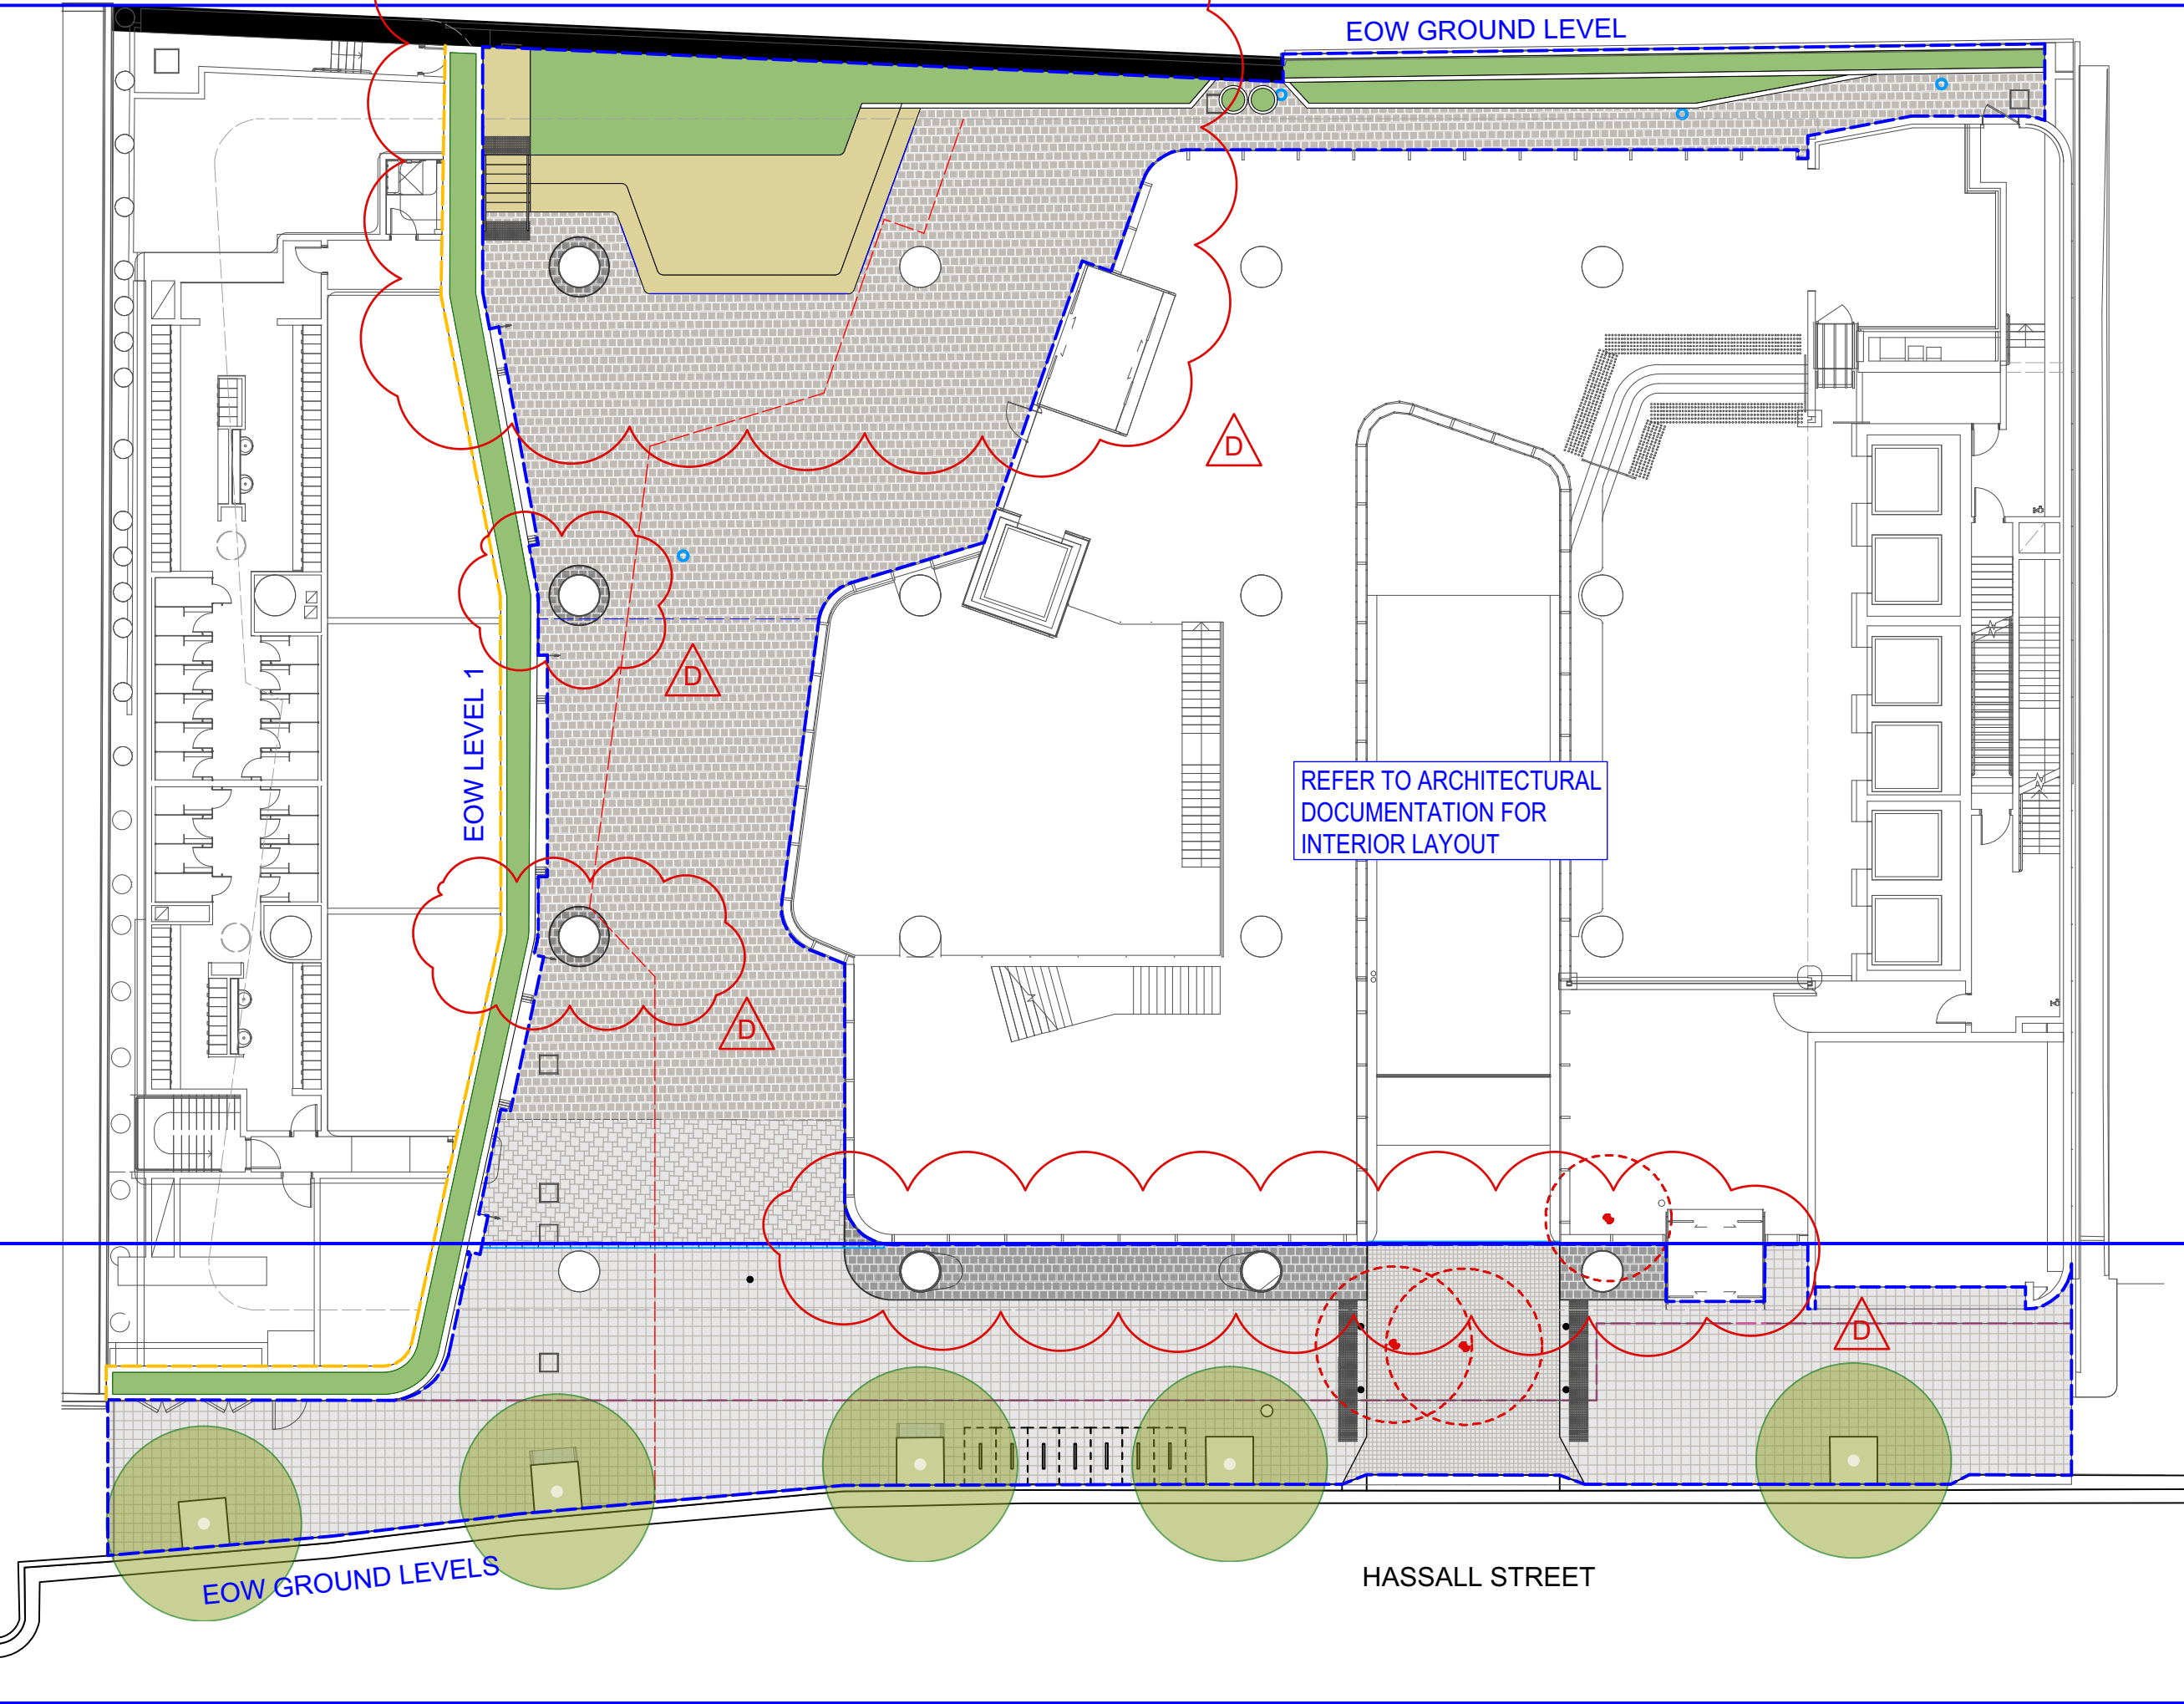 EOW GROUND LEVEL
D
D
EOW LEVEL 1
REFER TO ARCHITECTURAL
DOCUMENTATION FOR
INTERIOR LAYOUT
D
D
EOW GROUND LEVELS
HASSALL STREET